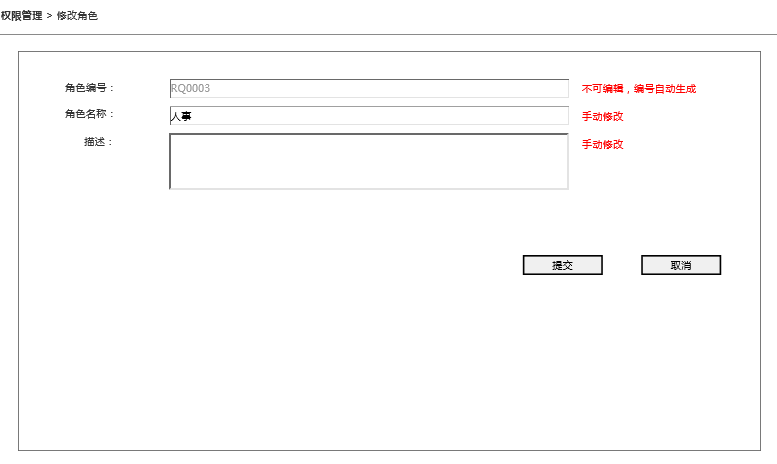 权限管理 > 修改角色
角色编号： RQ0003 不可编辑，编号自动生成
角色名称： 人事 手动修改
描述： 手动修改
提交 取消